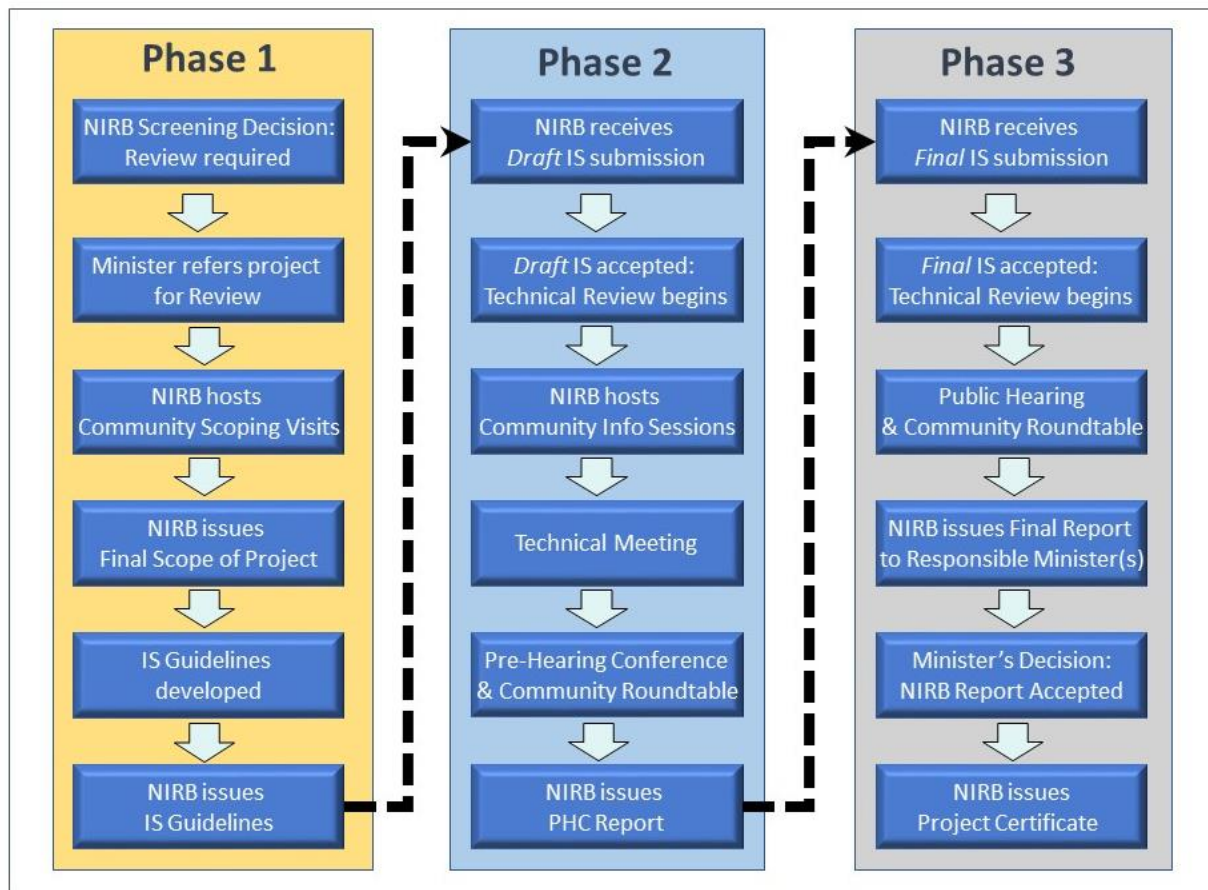 Phase 1
NIRB Screening Decision:
Review required
Minister refers project
for Review
NIRB hosts
Community Scoping Visits
NIRB issues
Final Scope of Project
IS Guidelines
developed
NIRB issues
IS Guidelines
Phase 2
NIRB receives
Draft IS submission
Draft IS accepted:
Technical Review begins
NIRB hosts
Community Info Sessions
Technical Meeting
Pre-Hearing Conference
& Community Roundtable
NIRB issues
PHC Report
Phase 3
NIRB receives
Final IS submission
Final IS accepted:
Technical Review begins
Public Hearing
& Community Roundtable
NIRB issues Final Report
to Responsible Minister(s)
Minister's Decision:
NIRB Report Accepted
NIRB issues
Project Certificate